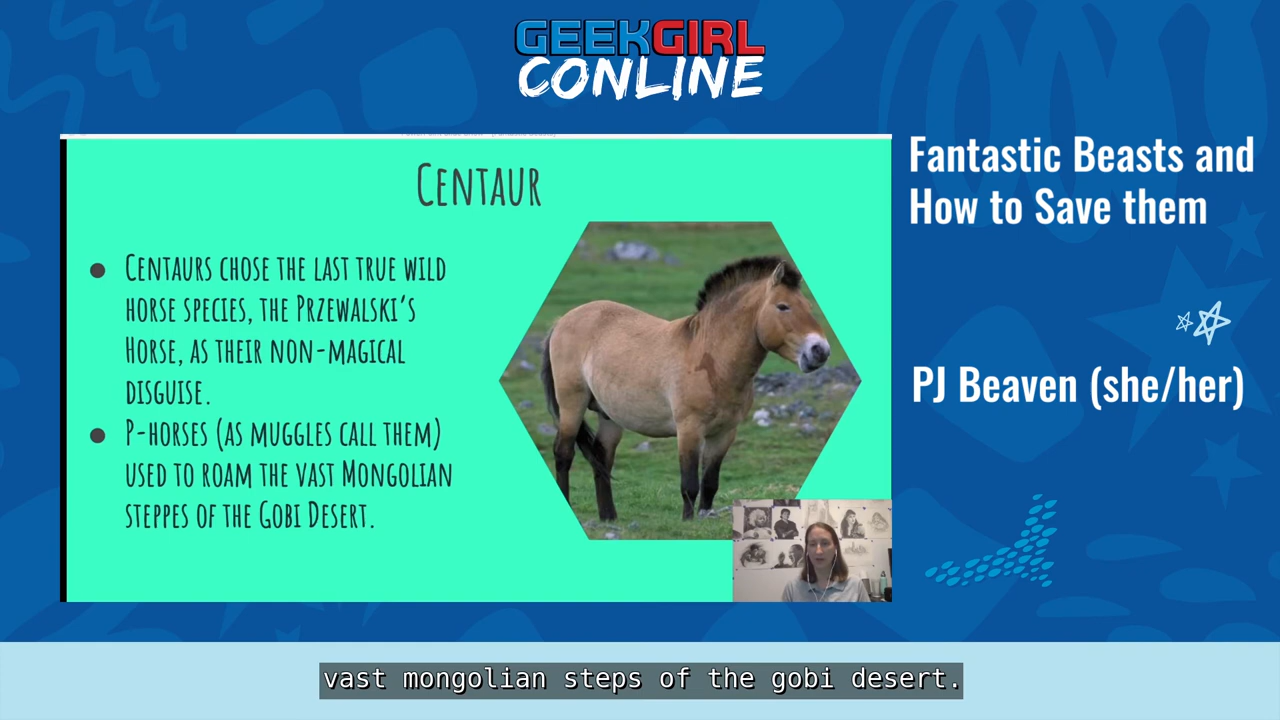 GEEKGIRL
CONLINE
Fantastic Beasts and
How to Save them
PJ Beaven (she/her)
CENTAUR
● CENTAURS CHOSE THE LAST TRUE WILD
HORSE SPECIES, THE PRZEWALSKI'S
HORSE, AS THEIR NON-MAGICAL
DISGUISE.
● P-HORSES (AS MUGGLES CALL THEM)
USED TO ROAM THE VAST MONGOLIAN
STEPPES OF THE GOBI DESERT.
vast mongolian steps of the gobi desert.